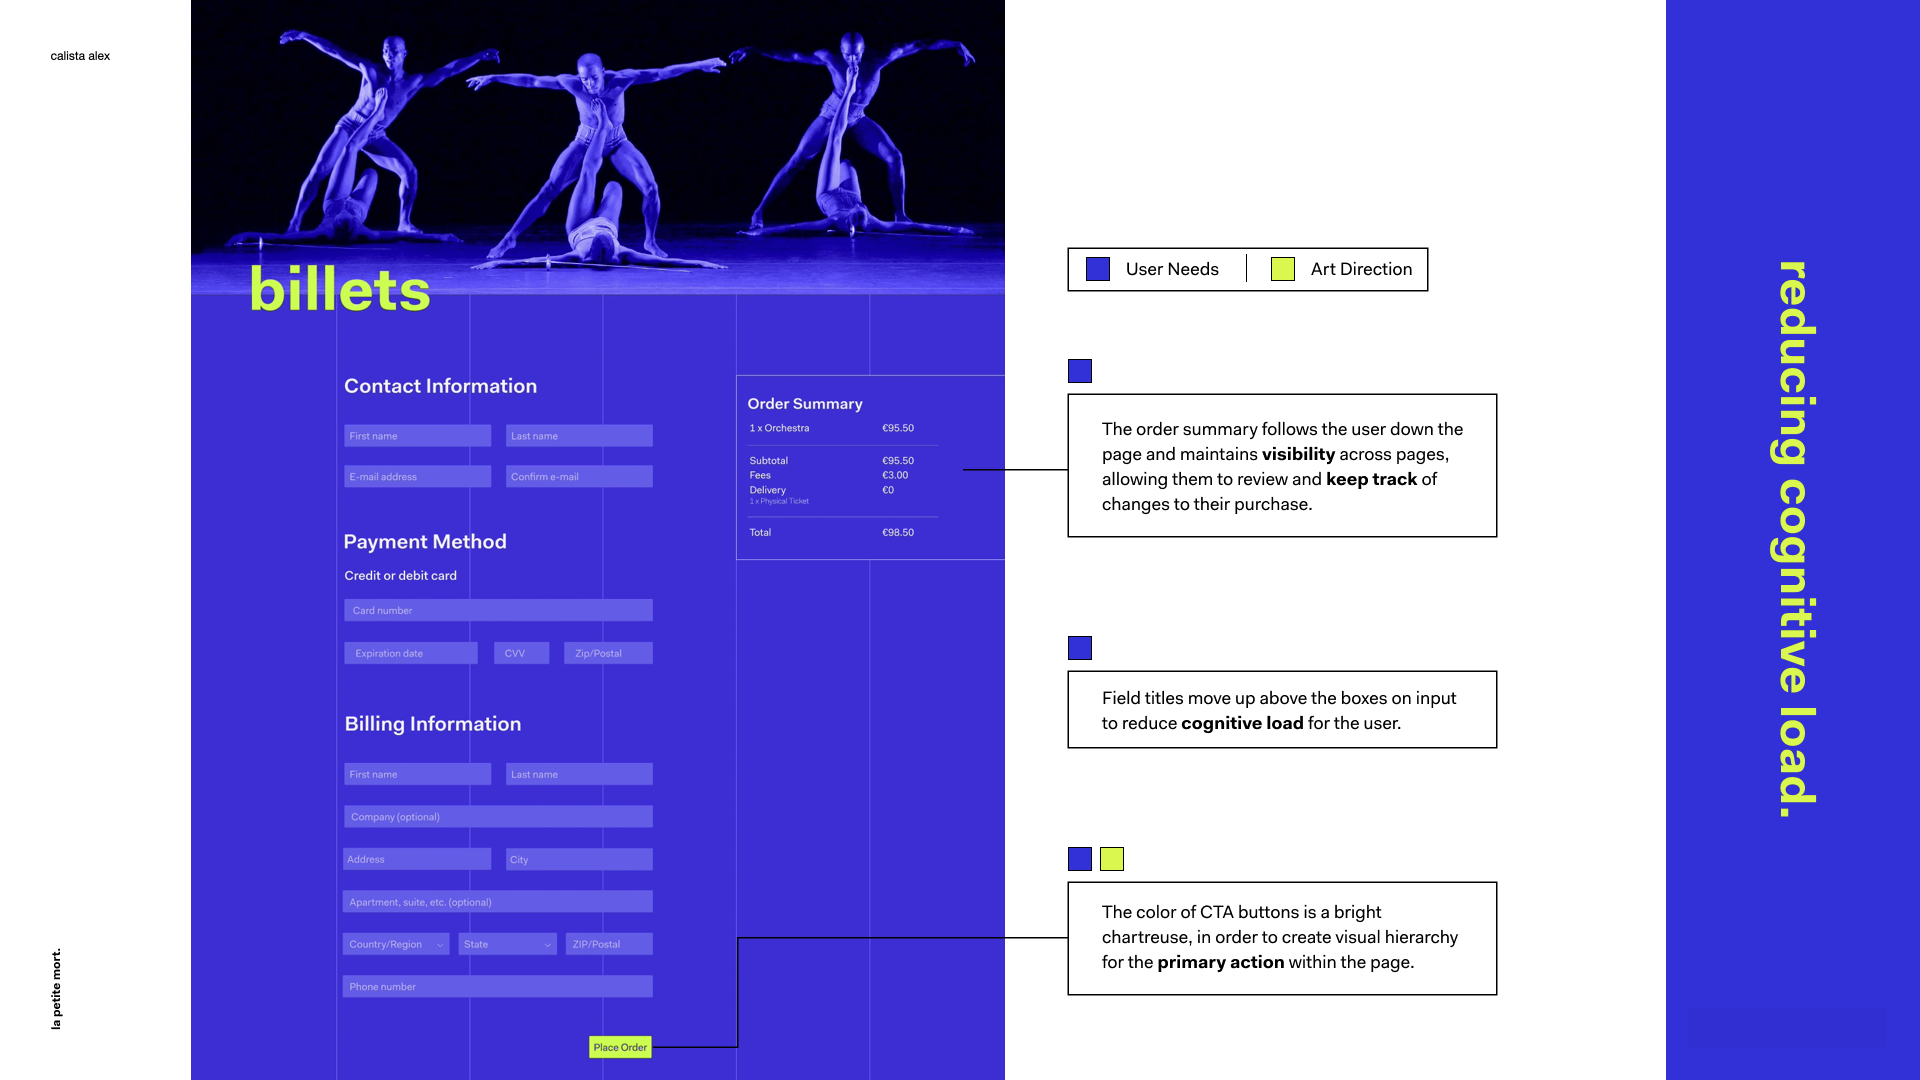 calista alex
billets
Contact Information
First name
Last name
E-mail address
Confirm e-mail
Payment Method
Credit or debit card
Card number
Expiration date
CVV
Zip/Postal
Billing Information
First name
Last name
Company (optional)
Address
City
Apartment, suite, etc. (optional)
Country/Region
State
ZIP/Postal
Phone number
Place Order
Order Summary
1 x Orchestra €95.50
Subtotal €95.50
Fees €3.00
Delivery €0
1 x Physical Ticket
Total €98.50
User Needs
Art Direction
The order summary follows the user down the
page and maintains visibility across pages,
allowing them to review and keep track of
changes to their purchase.
Field titles move up above the boxes on input
to reduce cognitive load for the user.
The color of CTA buttons is a bright
chartreuse, in order to create visual hierarchy
for the primary action within the page.
reducing cognitive load.
la petite mort.